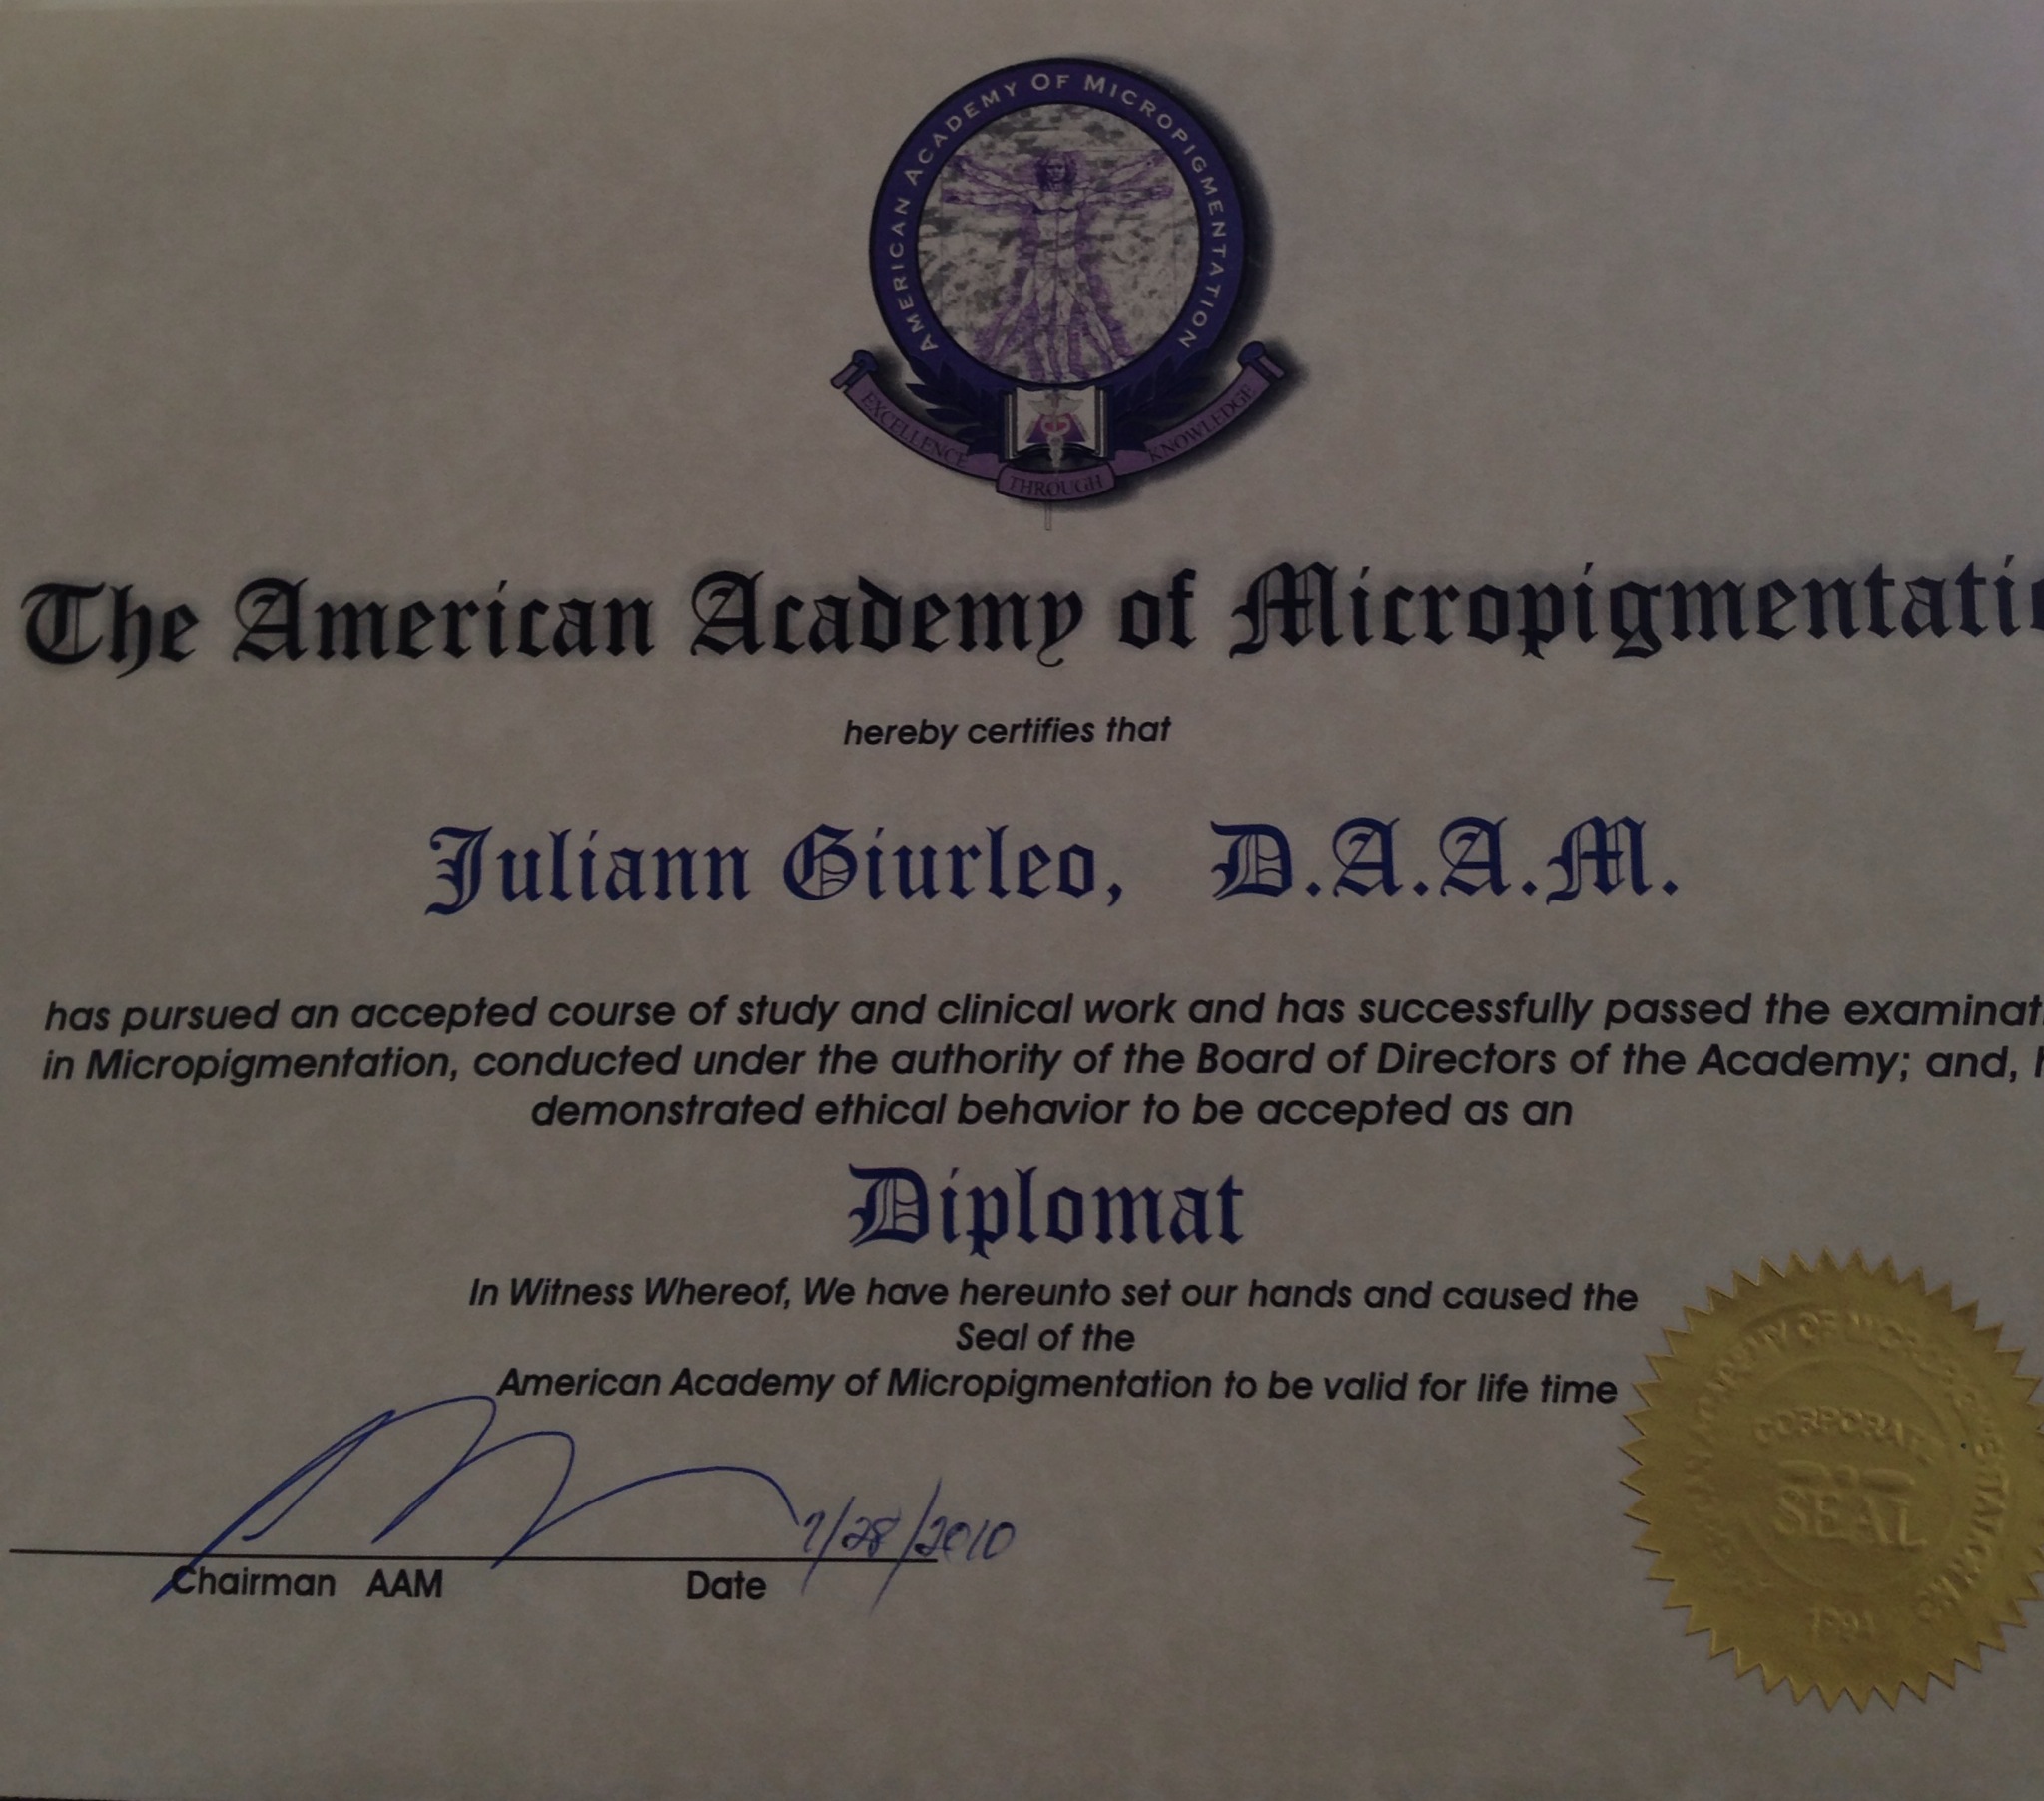 AMERICAN ACADEMY OF MICROPIGMENTATION
EXCELLENCE THROUGH KNOWLEDGE
The American Academy of Micropigmentatio
hereby certifies that
Juliann Giurleo, D.A.A.M.
has pursued an accepted course of study and clinical work and has successfully passed the examinat
in Micropigmentation, conducted under the authority of the Board of Directors of the Academy; and, h
demonstrated ethical behavior to be accepted as an
Diplomat
In Witness Whereof, We have hereunto set our hands and caused the
Seal of the
American Academy of Micropigmentation to be valid for life time
/28/2010
Chairman AAM Date
CORPORAT
SEAL